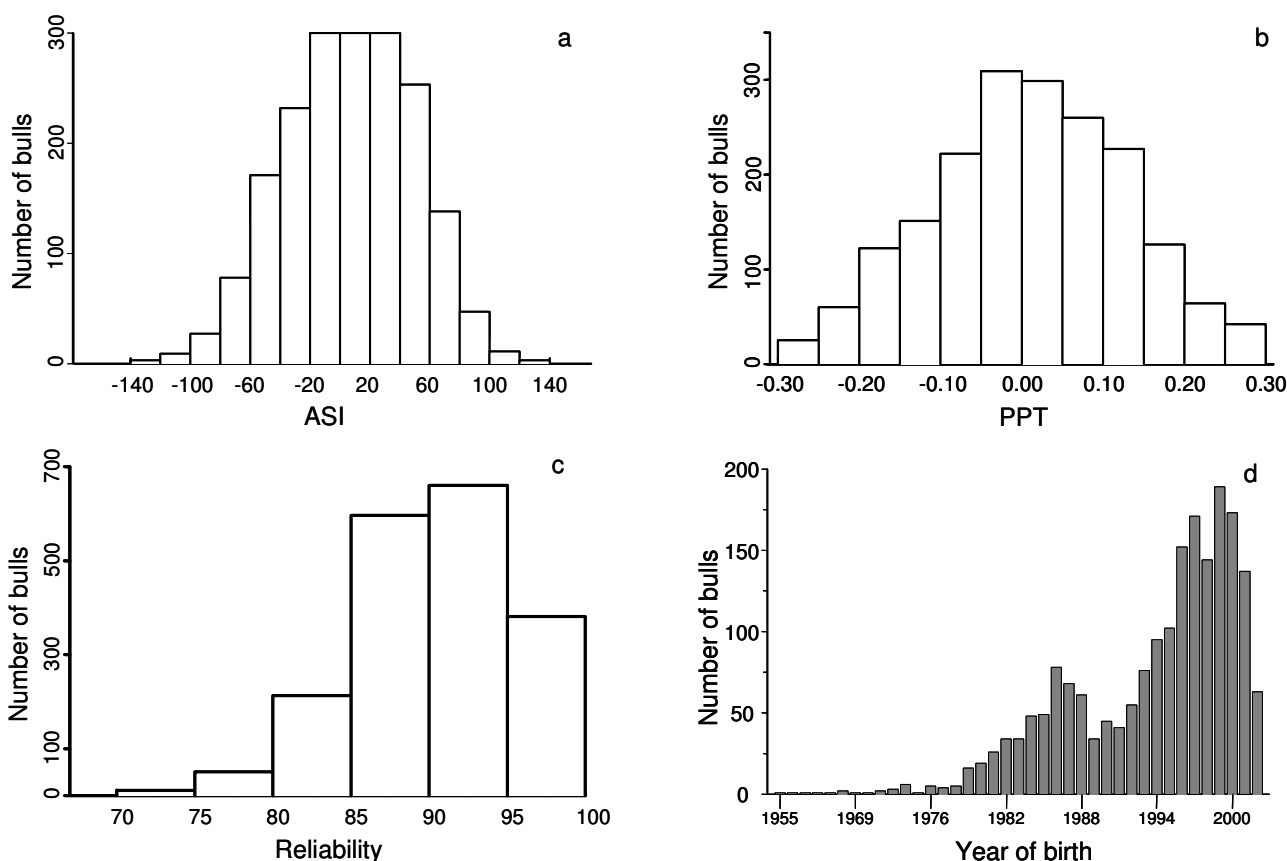 a
Number of bulls
300
200
100
0
-140 -100 -60 -20 20 60 100 140
ASI
b
Number of bulls
300
200
100
0
-0.30 -0.20 -0.10 0.00 0.10 0.20 0.30
PPT
c
Number of bulls
700
500
300
100
0
70 75 80 85 90 95 100
Reliability
d
Number of bulls
200
150
100
50
0
1955 1969 1976 1982 1988 1994 2000
Year of birth